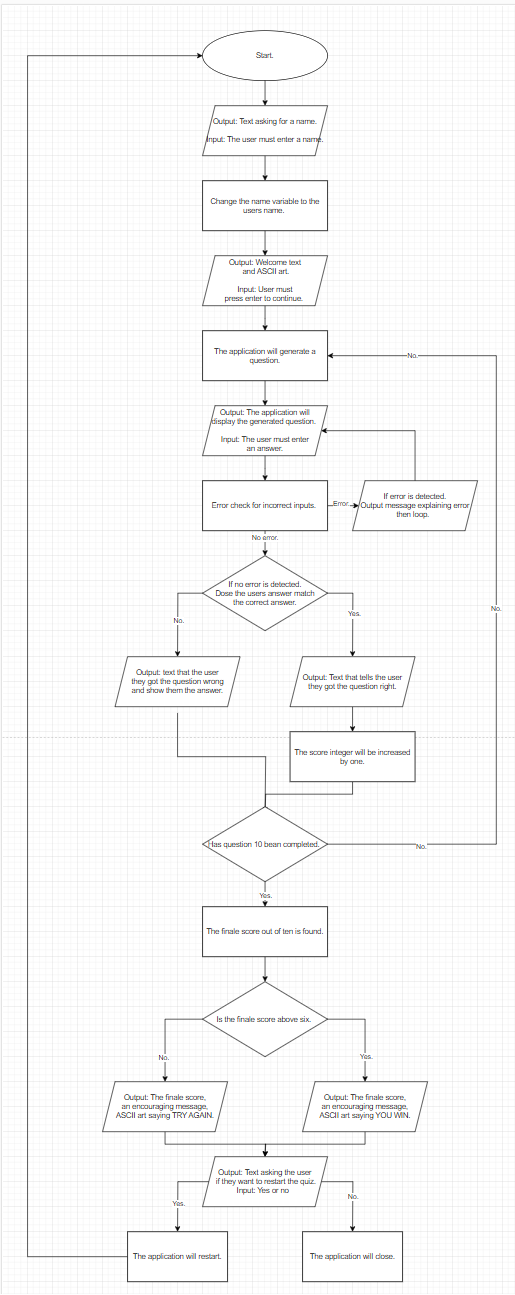 Start.
Output: Text asking for a name.
Input: The user must enter a name.
Change the name variable to the
users name.
Output: Welcome text
and ASCII art.
Input: User must
press enter to continue.
The application will generate a
question.
No.
Output: The application will
display the generated question.
Input: The user must enter
an answer.
Error check for incorrect inputs.
Error.
If error is detected.
Output message explaining error
then loop.
No error.
If no error is detected.
Dose the users answer match
the correct answer.
No.
Yes.
No.
Output: text that the user
they got the question wrong
and show them the answer.
Output: Text that tells the user
they got the question right.
The score integer will be increased
by one.
Has question 10 bean completed.
No.
Yes.
The finale score out of ten is found.
Is the finale score above six.
No.
Yes.
Output: The finale score,
an encouraging message,
ASCII art saying TRY AGAIN.
Output: The finale score,
an encouraging message,
ASCII art saying YOU WIN.
Output: Text asking the user
if they want to restart the quiz.
Input: Yes or no
Yes.
No.
The application will restart.
The application will close.